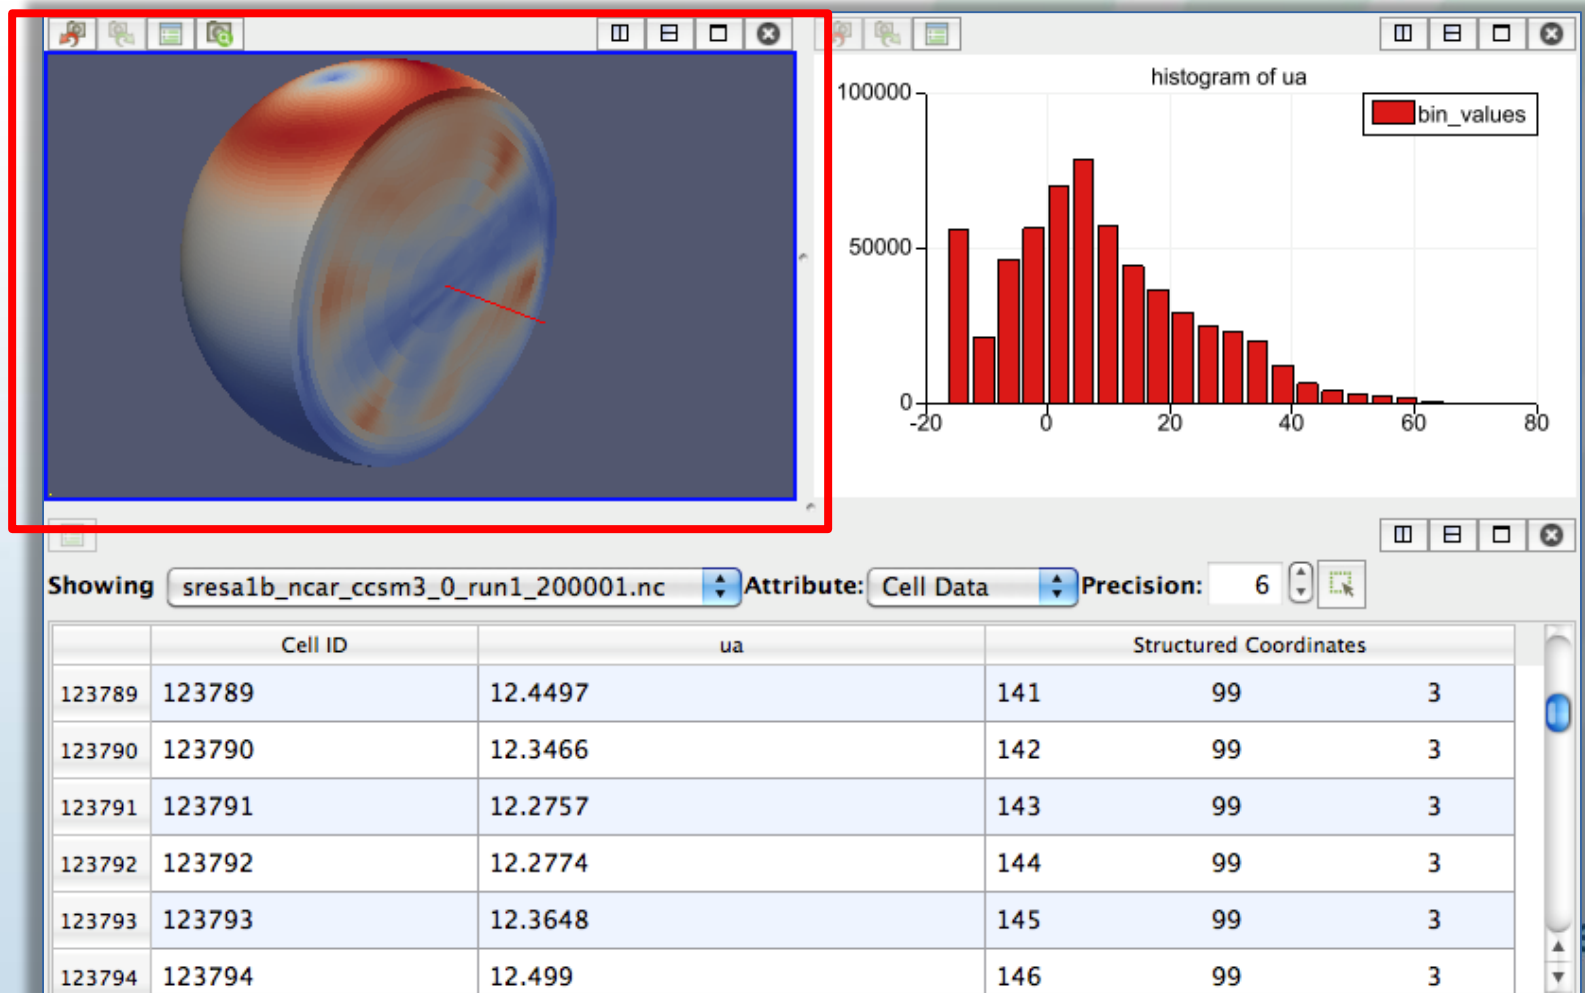 histogram of ua
100000
bin_values
50000
0
-20 0 20 40 60 80
Showing sresa1b_ncar_ccsm3_0_run1_200001.nc Attribute: Cell Data Precision: 6
Cell ID ua Structured Coordinates
123789 123789 12.4497 141 99 3
123790 123790 12.3466 142 99 3
123791 123791 12.2757 143 99 3
123792 123792 12.2774 144 99 3
123793 123793 12.3648 145 99 3
123794 123794 12.499 146 99 3